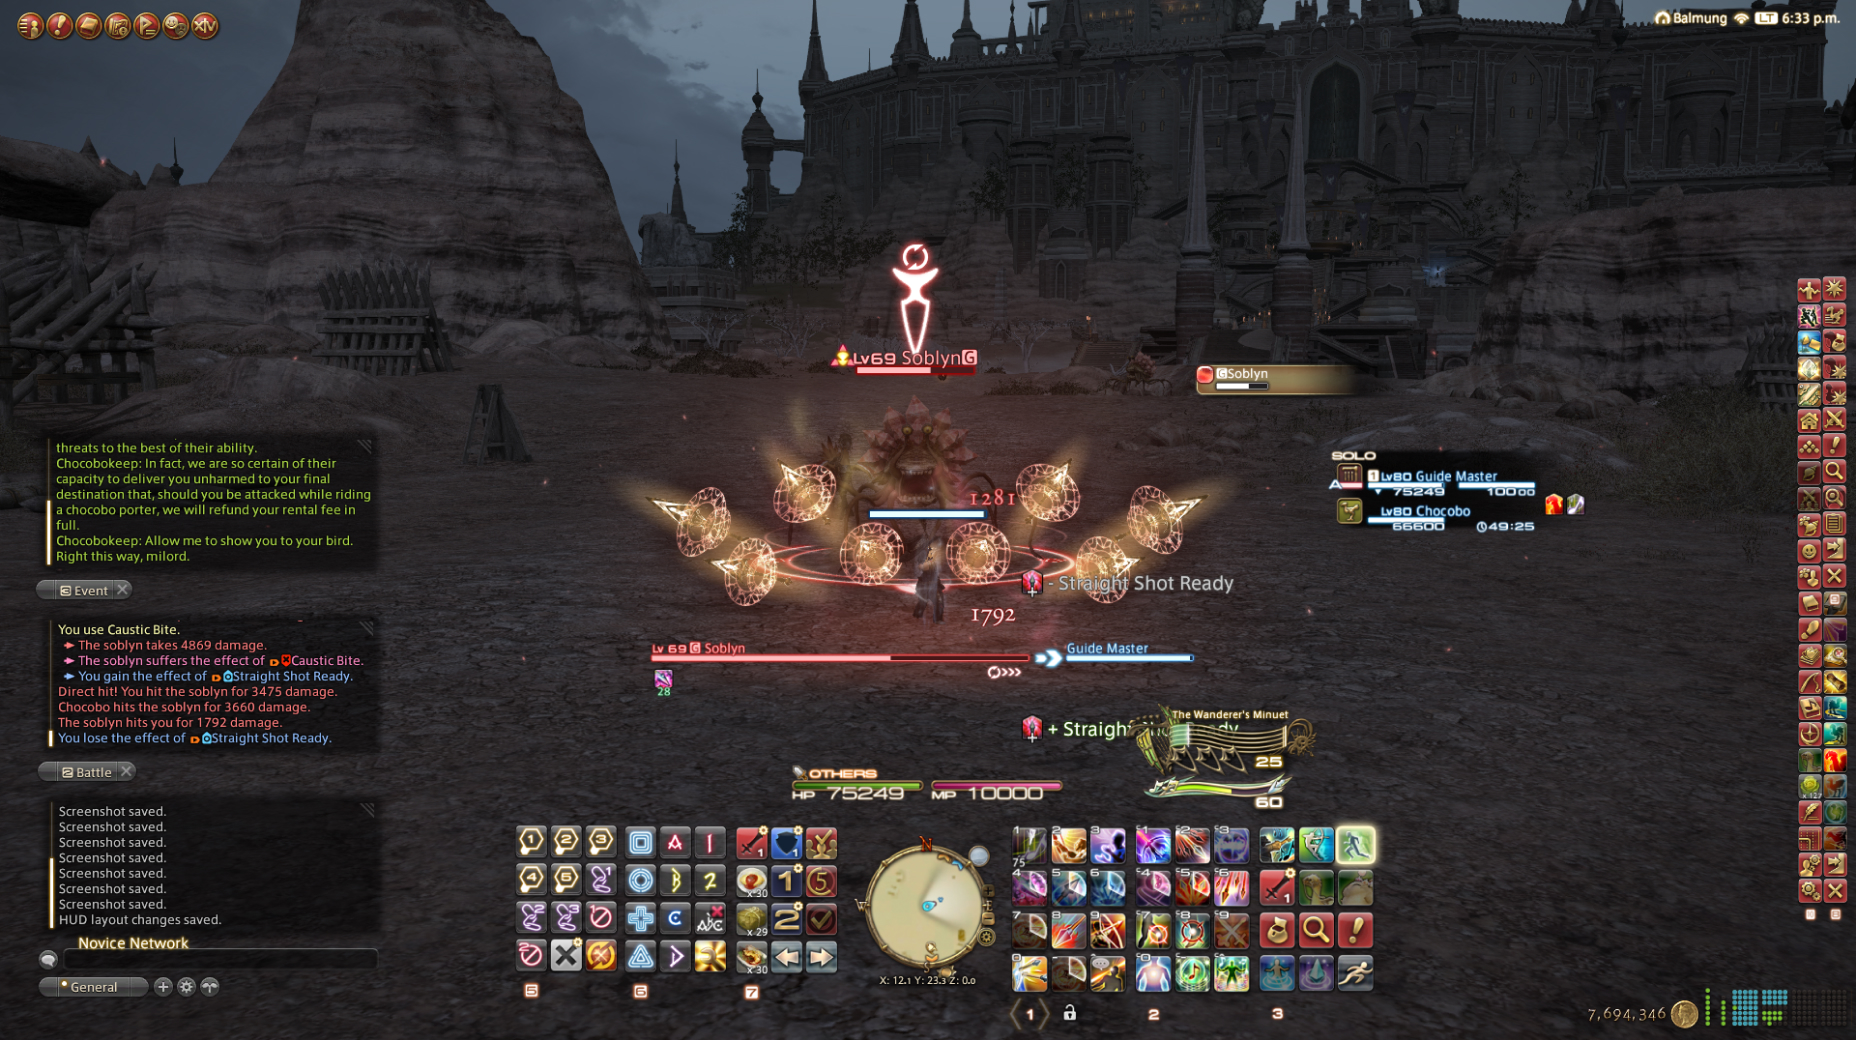 Balmung LT 6:33 p.m.
Lv69 Soblyn G
G Soblyn
threats to the best of their ability.
Chocobokeep: In fact, we are so certain of their
capacity to deliver you unharmed to your final
destination that, should you be attacked while riding
a chocobo porter, we will refund your rental fee in
full.
Chocobokeep: Allow me to show you to your bird.
Right this way, milord.
Event
SOLO
1 Lv80 Guide Master
75249 10000
Lv80 Chocobo
66600 49:25
1281
- Straight Shot Ready
1792
You use Caustic Bite.
The soblyn takes 4869 damage.
The soblyn suffers the effect of Caustic Bite.
You gain the effect of Straight Shot Ready.
Direct hit! You hit the soblyn for 3475 damage.
Chocobo hits the soblyn for 3660 damage.
The soblyn hits you for 1792 damage.
You lose the effect of Straight Shot Ready.
Battle
Lv 69 G Soblyn
Guide Master
28
The Wanderer's Minuet
25
60
OTHERS
HP 75249 MP 10000
Screenshot saved.
Screenshot saved.
Screenshot saved.
Screenshot saved.
Screenshot saved.
Screenshot saved.
Screenshot saved.
HUD layout changes saved.
Novice Network
General
N
W
X: 12.1 Y: 23.3 Z: 0.0
5
6
7
1
2
3
7,694,346